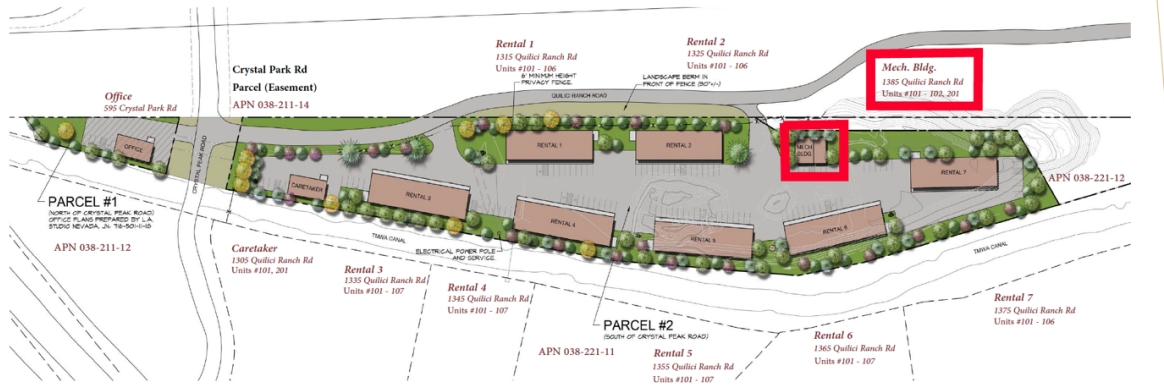 Rental 1
1315 Quilici Ranch Rd
Units #101 - 106
Rental 2
1325 Quilici Ranch Rd
Units #101 - 106
Mech. Bldg.
1385 Quilici Ranch Rd
Units #101 - 102, 201
Crystal Park Rd
Parcel (Easement)
APN 038-211-14
6' MINIMUM HEIGHT
PRIVACY FENCE.
LANDSCAPE BERM IN
FRONT OF FENCE (30"+/-)
QUILICI RANCH ROAD
Office
595 Crystal Park Rd
OFFICE
CRYSTAL PEAK ROAD
RENTAL 1
RENTAL 2
MECH.
BLDG.
RENTAL 7
CARETAKER
RENTAL 3
RENTAL 4
RENTAL 5
RENTAL 6
APN 038-221-12
PARCEL #1
(NORTH OF CRYSTAL PEAK ROAD)
OFFICE PLANS PREPARED BY L.A.
STUDIO NEVADA, JN:
APN 038-211-12
TMWA CANAL
ELECTRICAL POWER POLE
AND SERVICE.
TMWA CANAL
Caretaker
1305 Quilici Ranch Rd
Units #101, 201
Rental 3
1335 Quilici Ranch Rd
Units #101 - 107
Rental 4
1345 Quilici Ranch Rd
Units #101 - 107
PARCEL #2
(SOUTH OF CRYSTAL PEAK ROAD)
APN 038-221-11
Rental 5
1355 Quilici Ranch Rd
Units #101 - 107
Rental 6
1365 Quilici Ranch Rd
Units #101 - 107
Rental 7
1375 Quilici Ranch Rd
Units #101 - 106